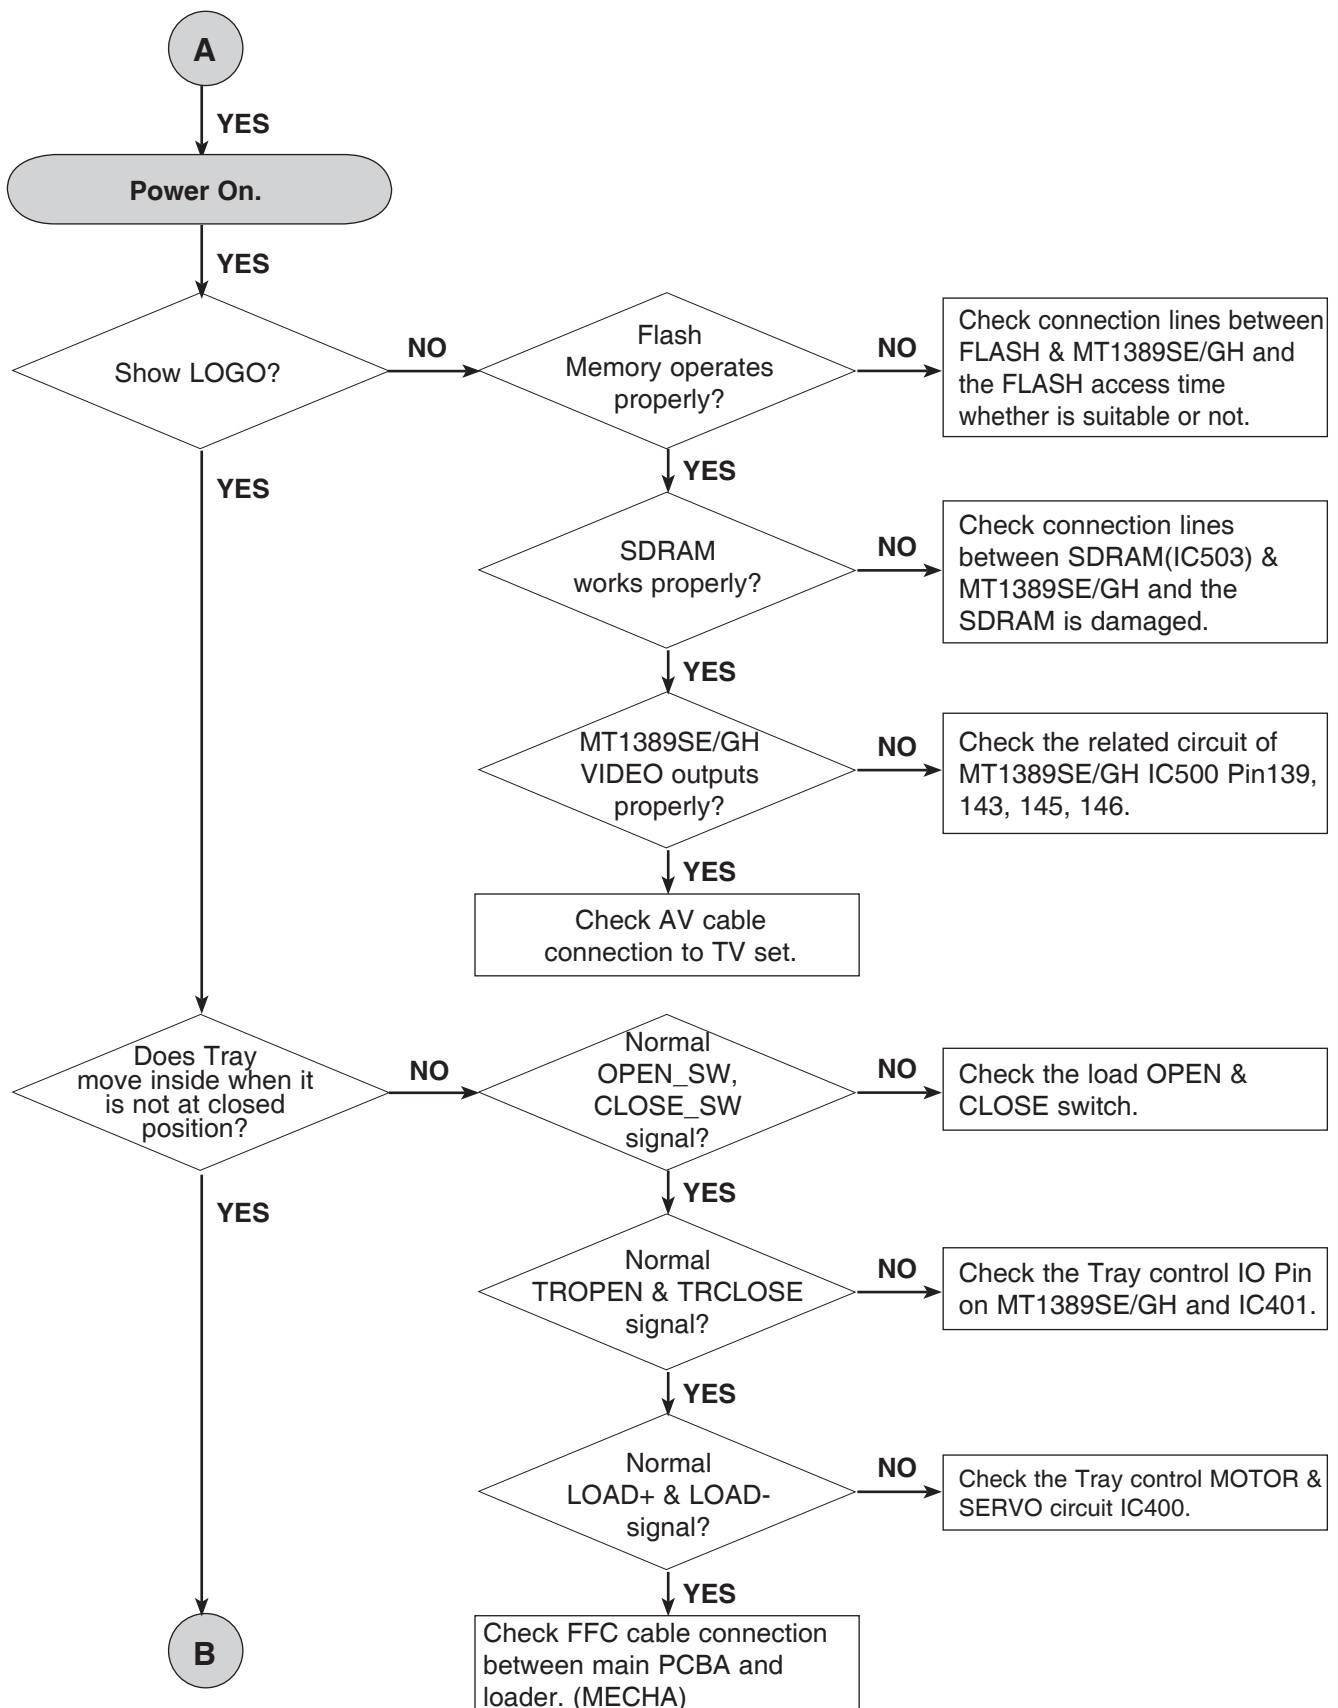 A
YES
Power On.
YES
Show LOGO?
NO
Flash
Memory operates
properly?
NO
Check connection lines between
FLASH & MT1389SE/GH and
the FLASH access time
whether is suitable or not.
YES
YES
SDRAM
works properly?
NO
Check connection lines
between SDRAM(IC503) &
MT1389SE/GH and the
SDRAM is damaged.
YES
MT1389SE/GH
VIDEO outputs
properly?
NO
Check the related circuit of
MT1389SE/GH IC500 Pin139,
143, 145, 146.
YES
Check AV cable
connection to TV set.
Does Tray
move inside when it
is not at closed
position?
NO
Normal
OPEN_SW,
CLOSE_SW
signal?
NO
Check the load OPEN &
CLOSE switch.
YES
YES
Normal
TROPEN & TRCLOSE
signal?
NO
Check the Tray control IO Pin
on MT1389SE/GH and IC401.
YES
Normal
LOAD+ & LOAD-
signal?
NO
Check the Tray control MOTOR &
SERVO circuit IC400.
YES
B
Check FFC cable connection
between main PCBA and
loader. (MECHA)